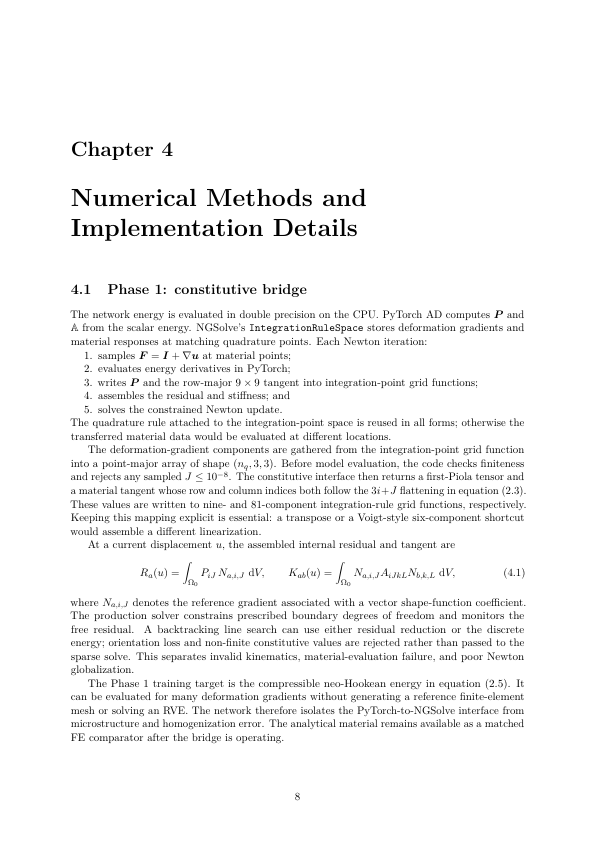 Chapter 4
Numerical Methods and
Implementation Details
4.1 Phase 1: constitutive bridge
The network energy is evaluated in double precision on the CPU. PyTorch AD computes P and
𝔸 from the scalar energy. NGSolve's IntegrationRuleSpace stores deformation gradients and
material responses at matching quadrature points. Each Newton iteration:
1. samples F = I + ∇u at material points;
2. evaluates energy derivatives in PyTorch;
3. writes P and the row-major 9 × 9 tangent into integration-point grid functions;
4. assembles the residual and stiffness; and
5. solves the constrained Newton update.
The quadrature rule attached to the integration-point space is reused in all forms; otherwise the
transferred material data would be evaluated at different locations.
The deformation-gradient components are gathered from the integration-point grid function
into a point-major array of shape (n_q, 3, 3). Before model evaluation, the code checks finiteness
and rejects any sampled J ≤ 10⁻⁸. The constitutive interface then returns a first-Piola tensor and
a material tangent whose row and column indices both follow the 3i+J flattening in equation (2.3).
These values are written to nine- and 81-component integration-rule grid functions, respectively.
Keeping this mapping explicit is essential: a transpose or a Voigt-style six-component shortcut
would assemble a different linearization.
At a current displacement u, the assembled internal residual and tangent are
R_a(u) = ∫_{Ω₀} P_{iJ} N_{a,i,J} dV, K_{ab}(u) = ∫_{Ω₀} N_{a,i,J} A_{iJkL} N_{b,k,L} dV, (4.1)
where N_{a,i,J} denotes the reference gradient associated with a vector shape-function coefficient.
The production solver constrains prescribed boundary degrees of freedom and monitors the
free residual. A backtracking line search can use either residual reduction or the discrete
energy; orientation loss and non-finite constitutive values are rejected rather than passed to the
sparse solve. This separates invalid kinematics, material-evaluation failure, and poor Newton
globalization.
The Phase 1 training target is the compressible neo-Hookean energy in equation (2.5). It
can be evaluated for many deformation gradients without generating a reference finite-element
mesh or solving an RVE. The network therefore isolates the PyTorch-to-NGSolve interface from
microstructure and homogenization error. The analytical material remains available as a matched
FE comparator after the bridge is operating.
8